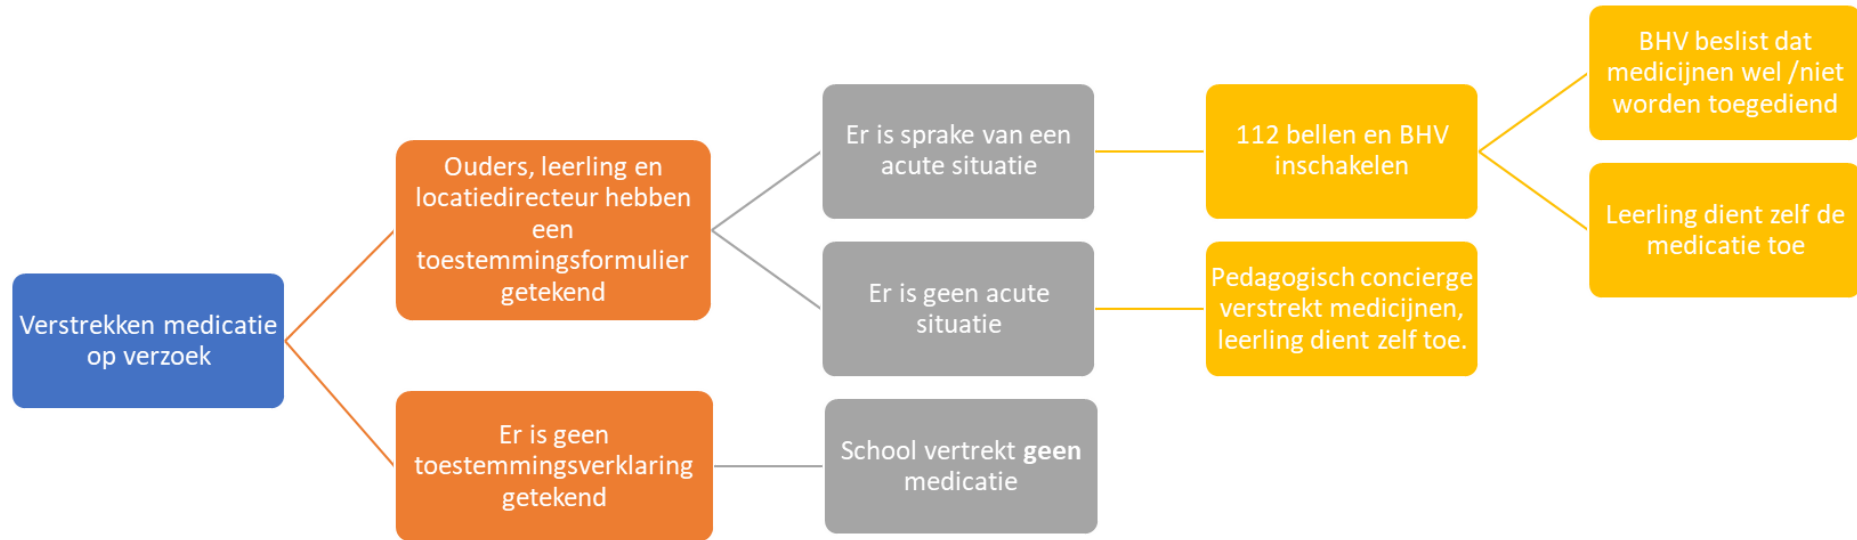 Verstrekken medicatie
op verzoek
Ouders, leerling en
locatiedirecteur hebben
een
toestemmingsformulier
getekend
Er is geen
toestemmingsverklaring
getekend
Er is sprake van een
acute situatie
Er is geen acute
situatie
School vertrekt geen
medicatie
112 bellen en BHV
inschakelen
Pedagogisch concierge
verstrekt medicijnen,
leerling dient zelf toe.
BHV beslist dat
medicijnen wel /niet
worden toegediend
Leerling dient zelf de
medicatie toe